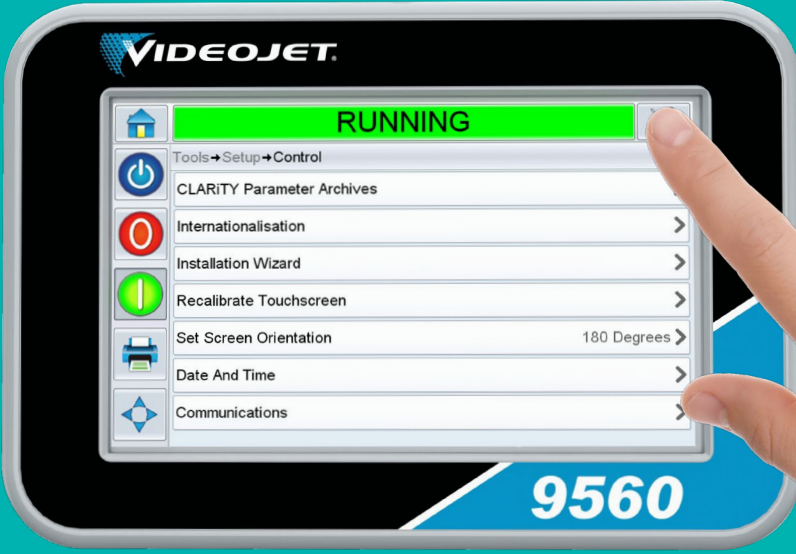 VIDEOJET.
RUNNING
Tools→Setup→Control
CLARiTY Parameter Archives
Internationalisation
Installation Wizard
Recalibrate Touchscreen
Set Screen Orientation 180 Degrees
Date And Time
Communications
9560